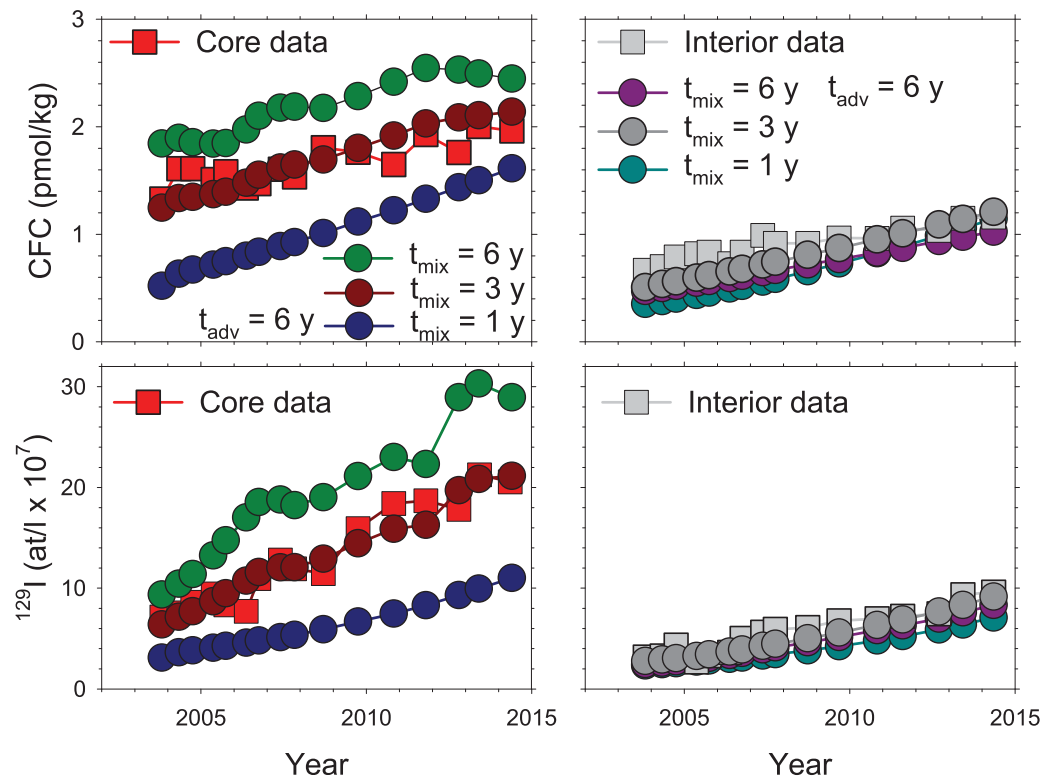 3
2
1
0
CFC (pmol/kg)
Core data
t_mix = 6 y
t_mix = 3 y
t_adv = 6 y t_mix = 1 y
Interior data
t_mix = 6 y t_adv = 6 y
t_mix = 3 y
t_mix = 1 y
30
20
10
0
¹²⁹I (at/l x 10⁷)
Core data
Interior data
2005 2010 2015
2005 2010 2015
Year
Year